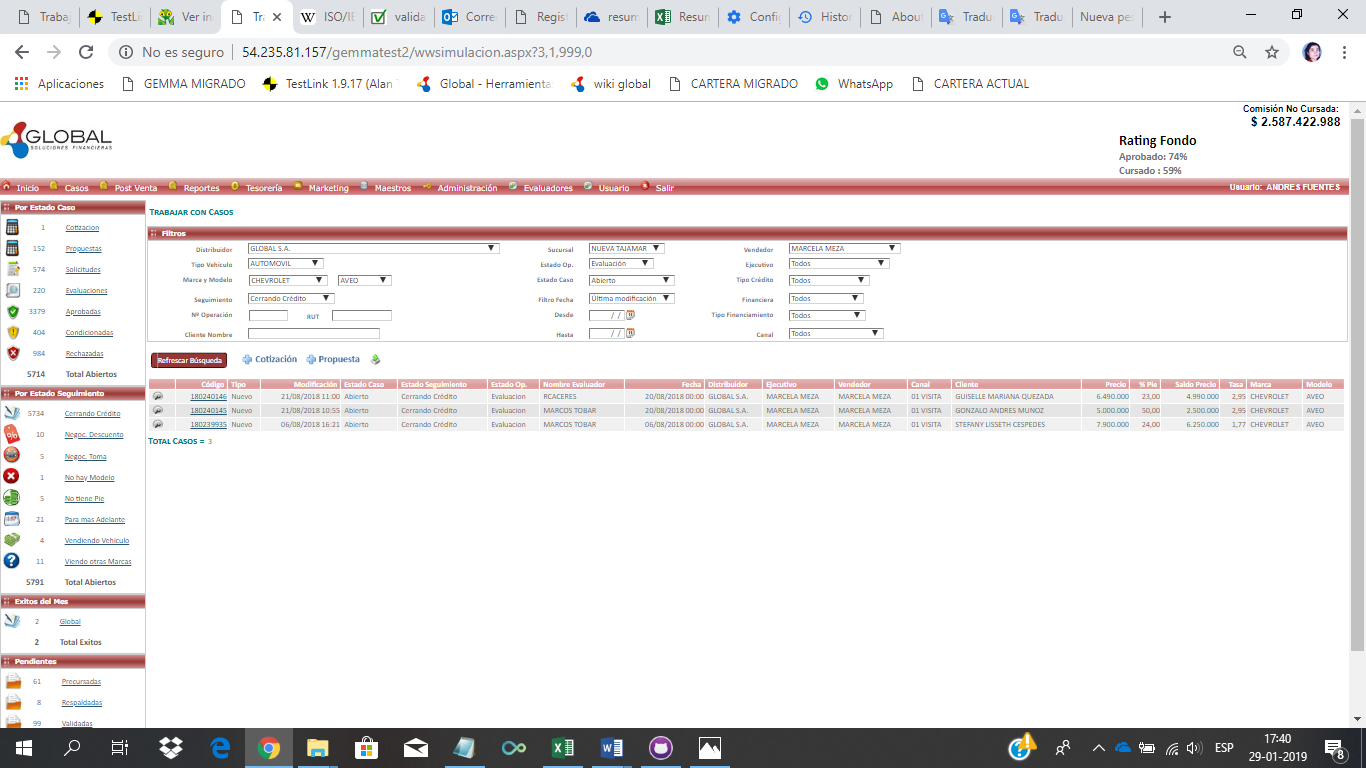 Trabaj TestLin Ver in Tra ISO/IE valida Corre Regist resum Resun Config Histor About Tradu Tradu Nueva pe
No es seguro 54.235.81.157/gemmatest2/wwsimulacion.aspx?3,1,999,0
Aplicaciones GEMMA MIGRADO TestLink 1.9.17 (Alan Global - Herramienta wiki global CARTERA MIGRADO WhatsApp CARTERA ACTUAL
Comisión No Cursada:
$ 2.587.422.988
GLOBAL
SOLUCIONES FINANCIERAS
Rating Fondo
Aprobado: 74%
Cursado : 59%
Inicio Casos Post Venta Reportes Tesorería Marketing Maestros Administración Evaluadores Usuario Salir Usuario: ANDRES FUENTES
Por Estado Caso
1 Cotizacion
152 Propuestas
574 Solicitudes
220 Evaluaciones
3379 Aprobadas
404 Condicionadas
984 Rechazadas
5714 Total Abiertos
Por Estado Seguimiento
5734 Cerrando Crédito
10 Negoc. Descuento
5 Negoc. Toma
1 No hay Modelo
5 No tiene Pie
21 Para mas Adelante
4 Vendiendo Vehiculo
11 Viendo otras Marcas
5791 Total Abiertos
Exitos del Mes
2 Global
2 Total Exitos
Pendientes
61 Precursadas
8 Respaldadas
99 Validadas
TRABAJAR CON CASOS
Filtros
Distribuidor GLOBAL S.A. Sucursal NUEVA TAJAMAR Vendedor MARCELA MEZA
Tipo Vehículo AUTOMOVIL Estado Op. Evaluación Ejecutivo Todos
Marca y Modelo CHEVROLET AVEO Estado Caso Abierto Tipo Crédito Todos
Seguimiento Cerrando Crédito Filtro Fecha Última modificación Financiera Todos
Nº Operación RUT Desde / / Tipo Financiamiento Todos
Cliente Nombre Hasta / / Canal Todos
Refrescar Búsqueda Cotización Propuesta
Código Tipo Modificación Estado Caso Estado Seguimiento Estado Op. Nombre Evaluador Fecha Distribuidor Ejecutivo Vendedor Canal Cliente Precio % Pie Saldo Precio Tasa Marca Modelo
180240146 Nuevo 21/08/2018 11:00 Abierto Cerrando Crédito Evaluacion RCACERES 20/08/2018 00:00 GLOBAL S.A. MARCELA MEZA MARCELA MEZA 01 VISITA GUISELLE MARIANA QUEZADA 6.490.000 23,00 4.990.000 2,95 CHEVROLET AVEO
180240145 Nuevo 21/08/2018 10:55 Abierto Cerrando Crédito Evaluacion MARCOS TOBAR 20/08/2018 00:00 GLOBAL S.A. MARCELA MEZA MARCELA MEZA 01 VISITA GONZALO ANDRES MUNOZ 5.000.000 50,00 2.500.000 2,95 CHEVROLET AVEO
180239935 Nuevo 06/08/2018 16:21 Abierto Cerrando Crédito Evaluacion MARCOS TOBAR 06/08/2018 00:00 GLOBAL S.A. MARCELA MEZA MARCELA MEZA 01 VISITA STEFANY LISSETH CESPEDES 7.900.000 24,00 6.250.000 1,77 CHEVROLET AVEO
TOTAL CASOS = 3
ESP 17:40
29-01-2019
8